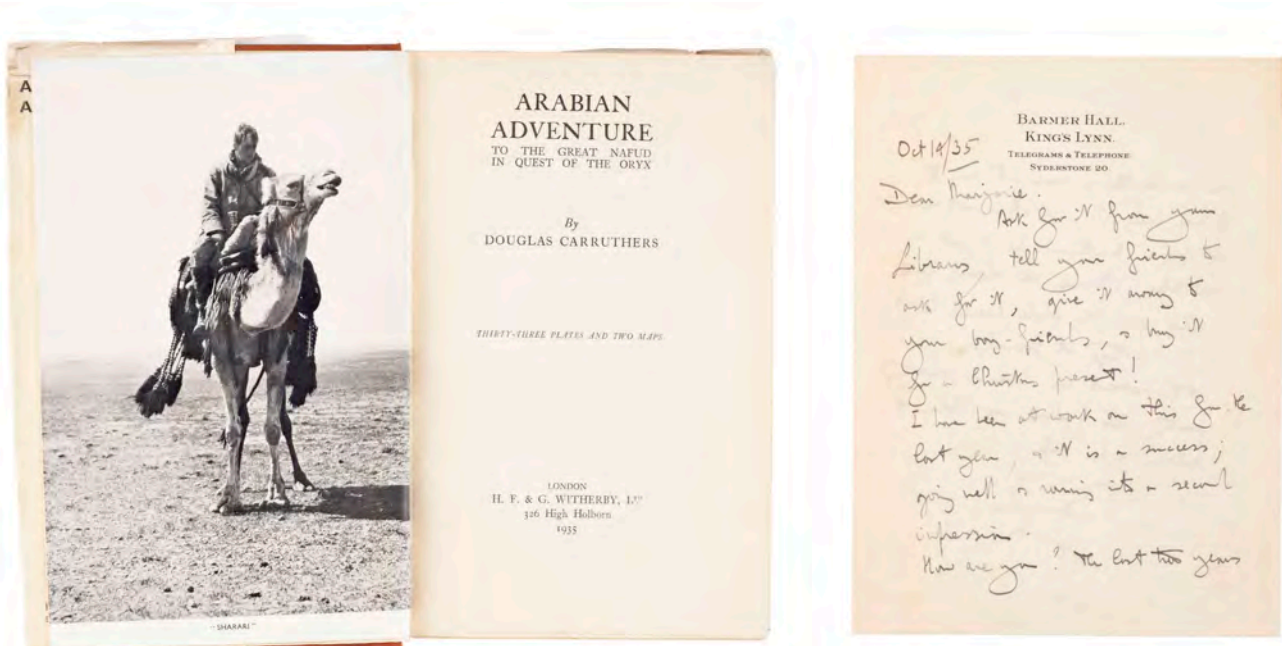 A
A
"SHARARI"
ARABIAN
ADVENTURE
TO THE GREAT NAFUD
IN QUEST OF THE ORYX
By
DOUGLAS CARRUTHERS
THIRTY-THREE PLATES AND TWO MAPS
LONDON
H. F. & G. WITHERBY, LTD
326 High Holborn
1935
BARMER HALL.
KING'S LYNN.
TELEGRAMS & TELEPHONE
SYDERSTONE 20
Oct 14/35
Dear Marjorie.
Ask for it from your
Library, tell your friends to
ask for it, give it away to
your boy-friends, & buy it
for a present!
I have been at work on this for the
last year, & it is a success;
going well & running into a second
impression.
How are you? The last two years